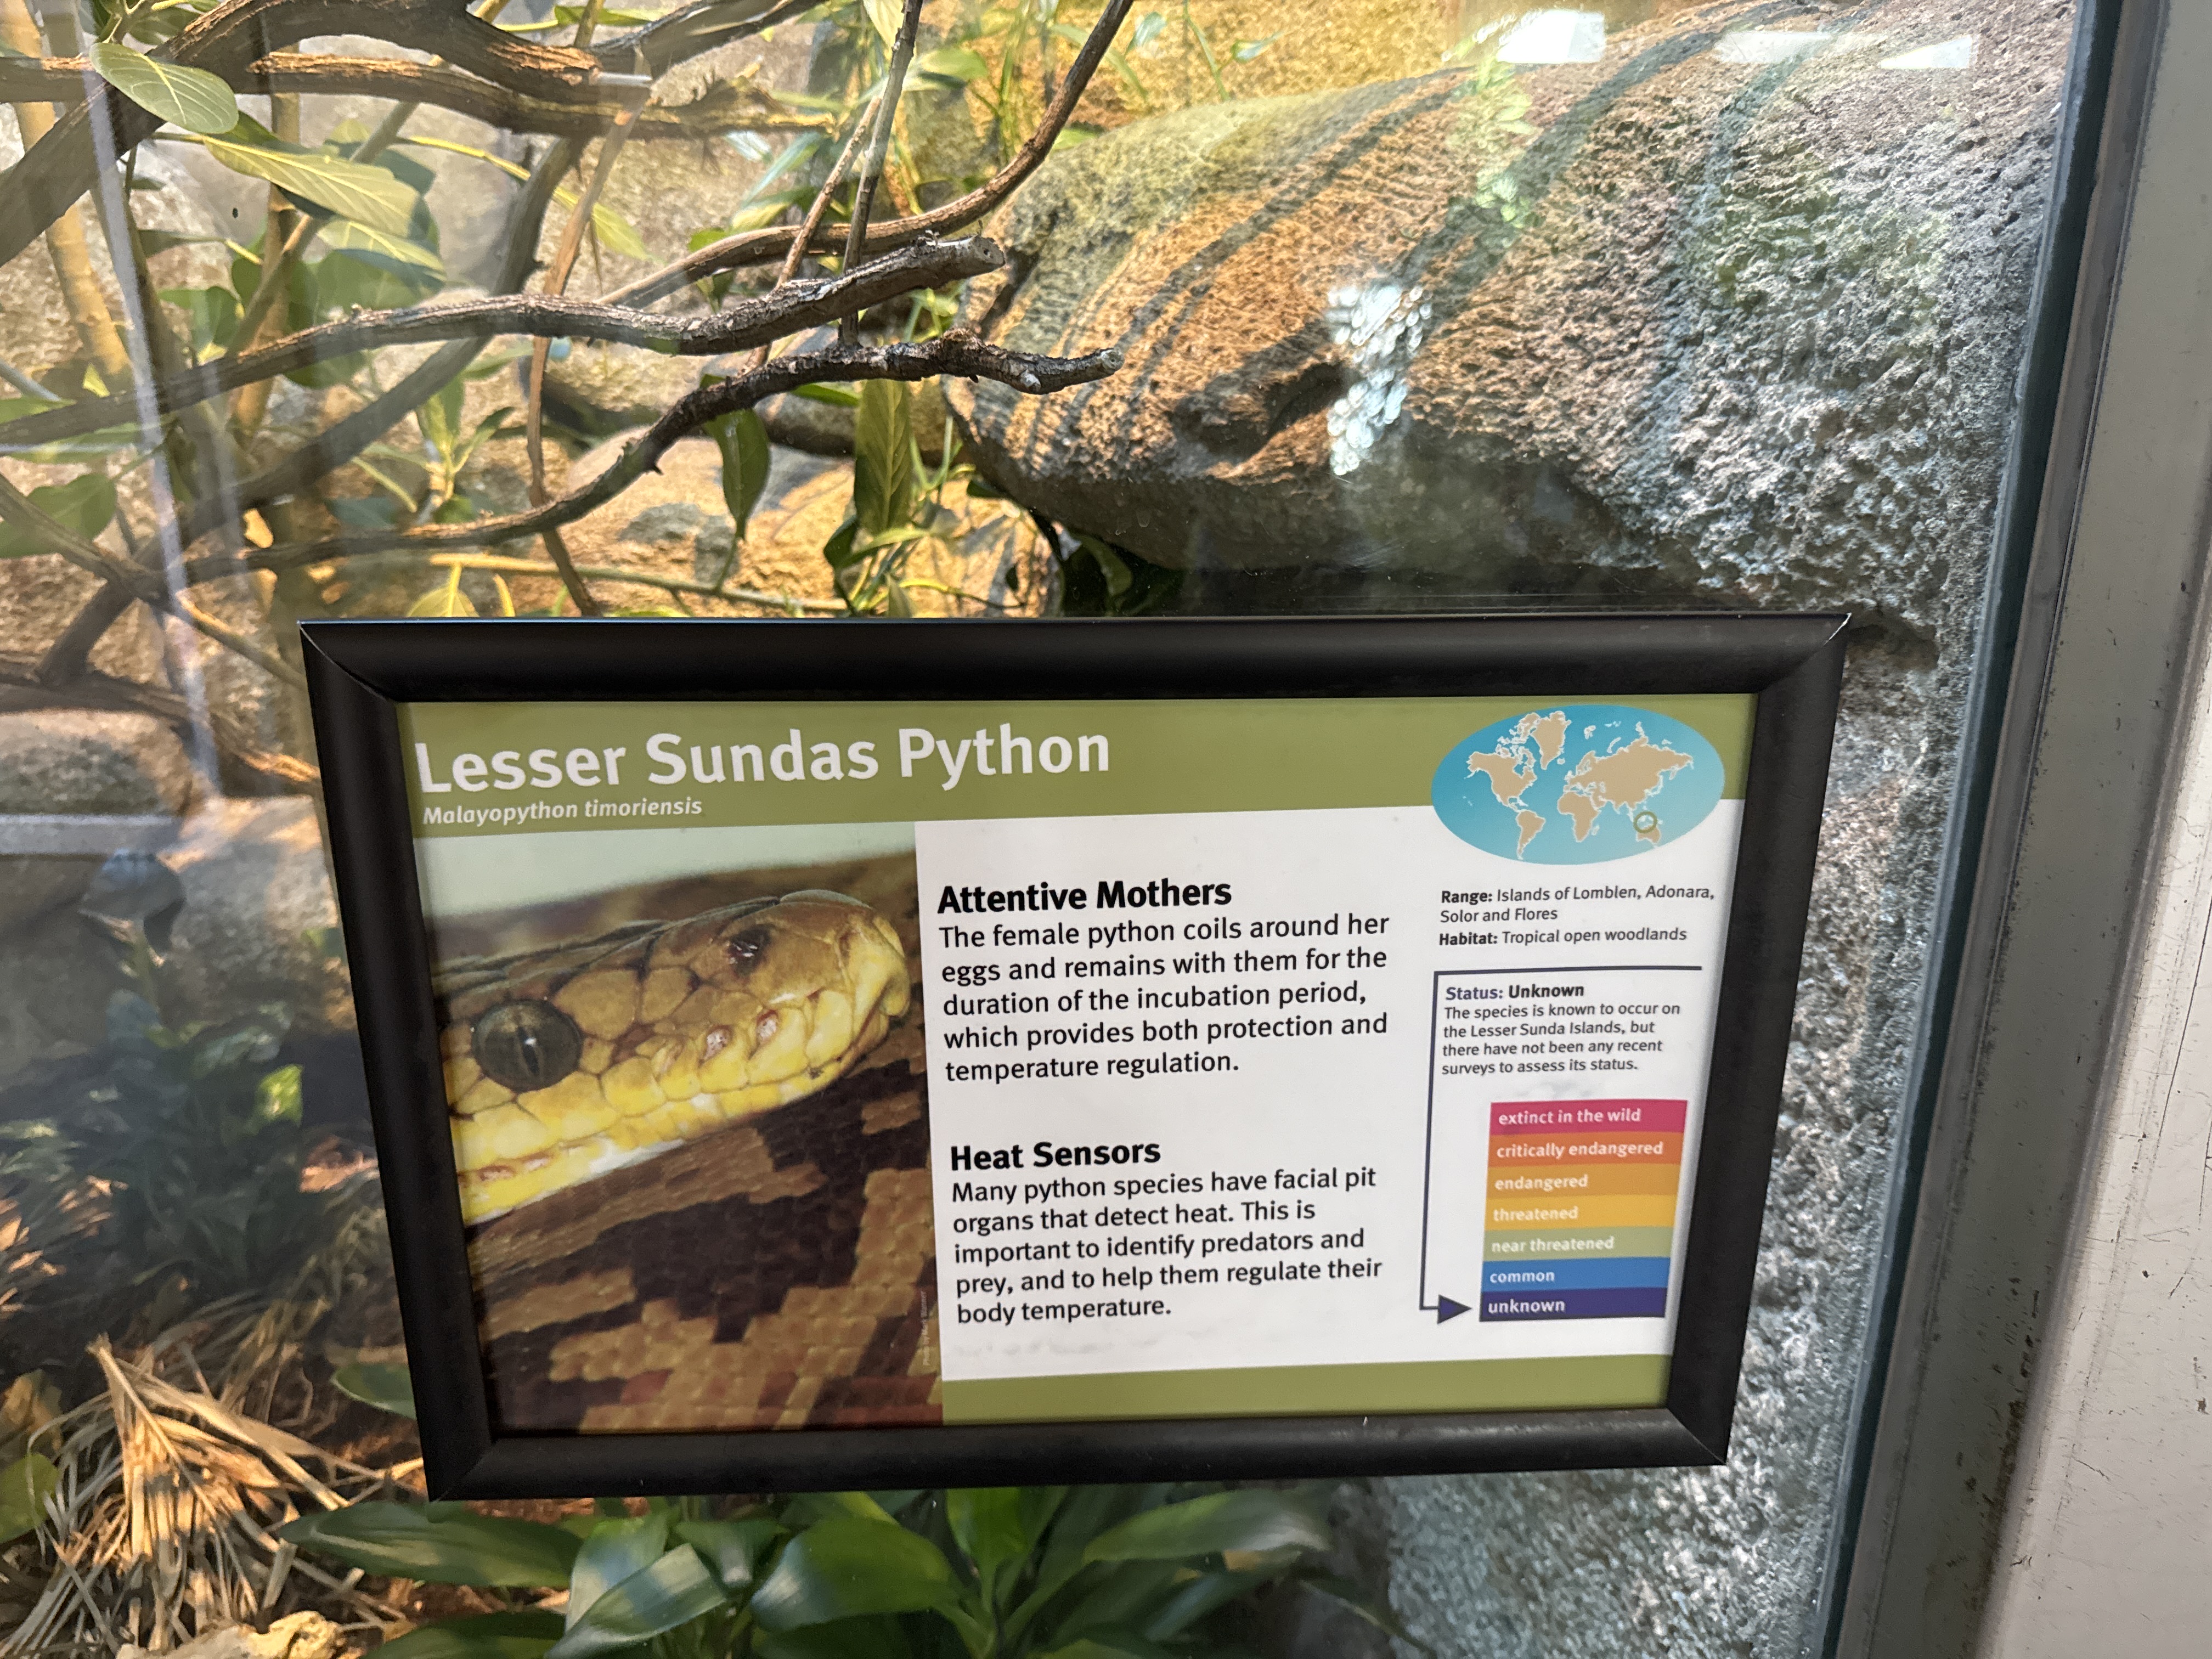 Lesser Sundas Python
Malayopython timoriensis
Attentive Mothers
The female python coils around her
eggs and remains with them for the
duration of the incubation period,
which provides both protection and
temperature regulation.
Heat Sensors
Many python species have facial pit
organs that detect heat. This is
important to identify predators and
prey, and to help them regulate their
body temperature.
Range: Islands of Lomblen, Adonara,
Solor and Flores
Habitat: Tropical open woodlands
Status: Unknown
The species is known to occur on
the Lesser Sunda Islands, but
there have not been any recent
surveys to assess its status.
extinct in the wild
critically endangered
endangered
threatened
near threatened
common
unknown